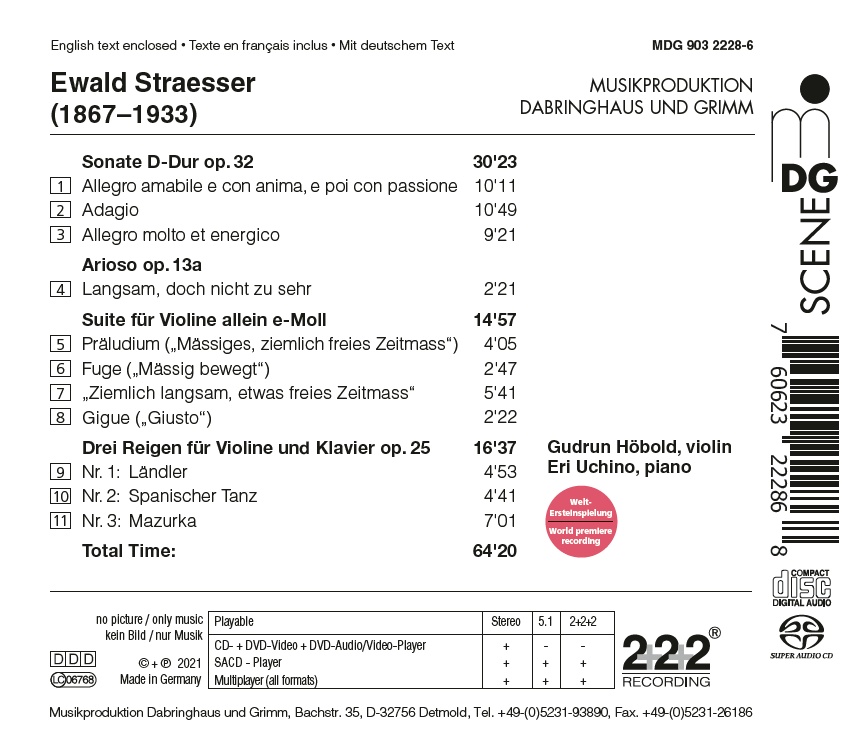 English text enclosed • Texte en français inclus • Mit deutschem Text
MDG 903 2228-6
Ewald Straesser
(1867–1933)
MUSIKPRODUKTION
DABRINGHAUS UND GRIMM
Sonate D-Dur op. 32 30'23
1 Allegro amabile e con anima, e poi con passione 10'11
2 Adagio 10'49
3 Allegro molto et energico 9'21
Arioso op. 13a
4 Langsam, doch nicht zu sehr 2'21
Suite für Violine allein e-Moll 14'57
5 Präludium („Mässiges, ziemlich freies Zeitmass“) 4'05
6 Fuge („Mässig bewegt“) 2'47
7 „Ziemlich langsam, etwas freies Zeitmass“ 5'41
8 Gigue („Giusto“) 2'22
Drei Reigen für Violine und Klavier op. 25 16'37
9 Nr. 1: Ländler 4'53
10 Nr. 2: Spanischer Tanz 4'41
11 Nr. 3: Mazurka 7'01
Total Time: 64'20
Gudrun Höbold, violin
Eri Uchino, piano
Welt-
Ersteinspielung
World premiere
recording
mDG
SCENE
7 60623 22286 8
COMPACT
disc
DIGITAL AUDIO
SUPER AUDIO CD
no picture / only music
kein Bild / nur Musik
DDD
LC 06768
© + ℗ 2021
Made in Germany
Playable Stereo 5.1 2+2+2
CD- + DVD-Video + DVD-Audio/Video-Player + - -
SACD - Player + + +
Multiplayer (all formats) + + +
2+2+2®
RECORDING
Musikproduktion Dabringhaus und Grimm, Bachstr. 35, D-32756 Detmold, Tel. +49-(0)5231-93890, Fax. +49-(0)5231-26186